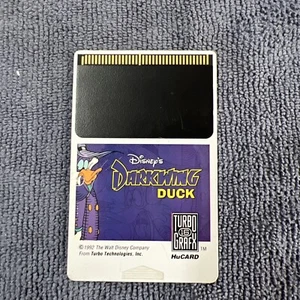 Disney's
DARKWING
DUCK
TURBO
GRAFX
TM
HuCARD
© 1992 The Walt Disney Company
From Turbo Technologies, Inc.